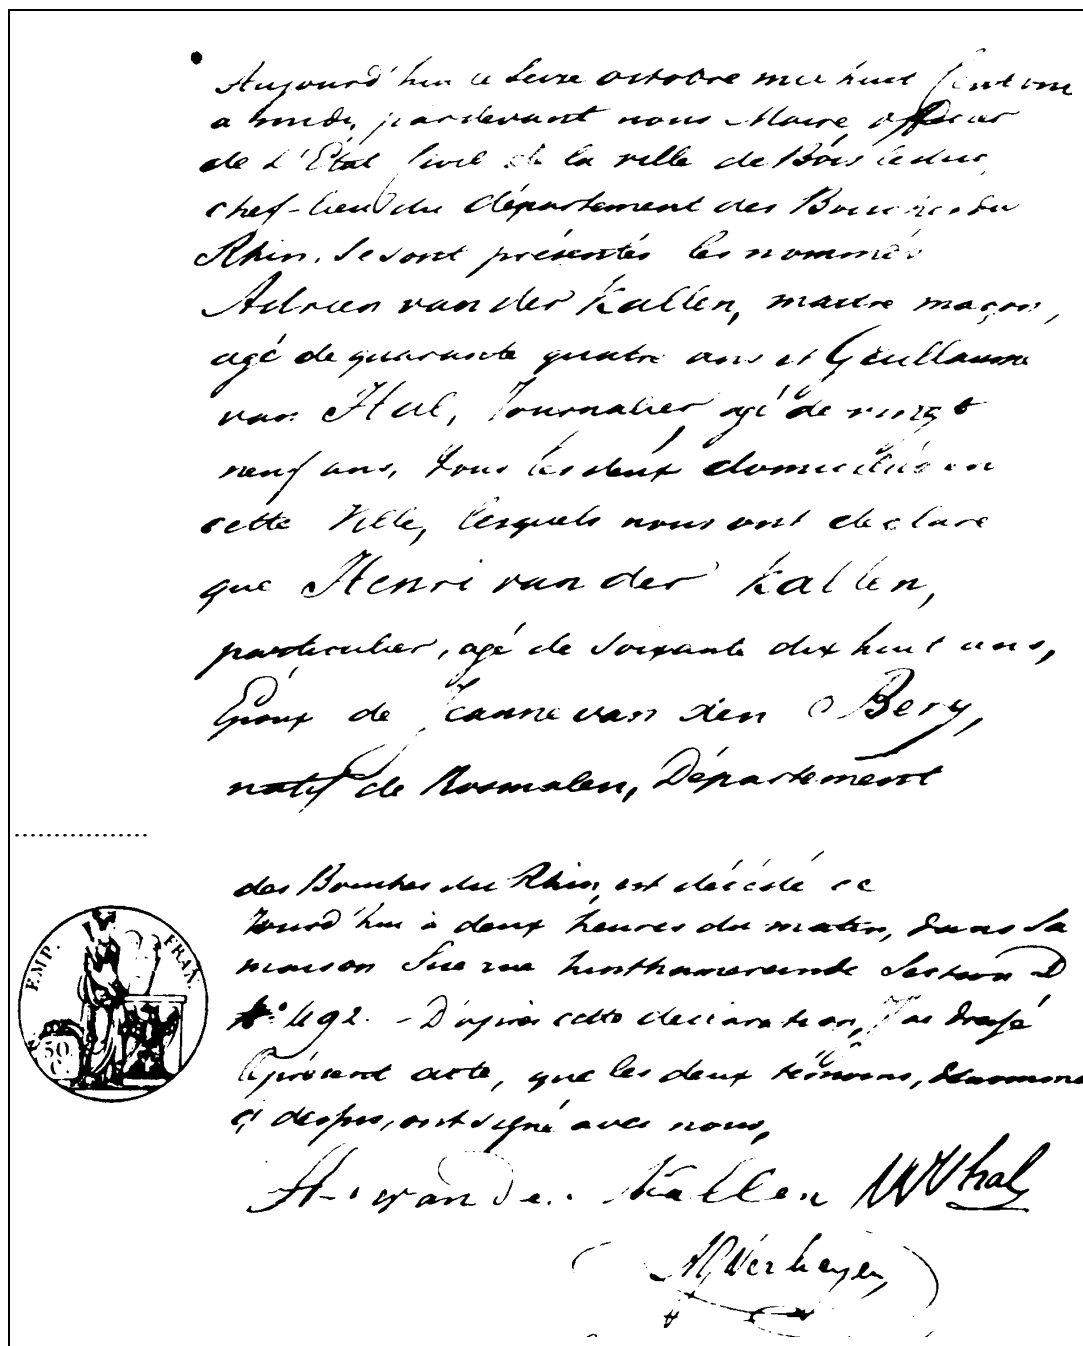 Aujourd'hui ce Seize octobre mil huit Cent onze
a midi, pardevant nous Maire, officier
de l'État Civil de la ville de Bois le duc,
chef-lieu du département des Bouches du
Rhin. Se sont présentés les nommés
Adrien van der Kallen, maitre maçon,
agé de quarante quatre ans et Guillaume
van Hal, Journalier, agé de vingt
neuf ans, tous les deux domiciliés en
cette Ville, lesquels nous ont declaré
que Henri van der Kallen,
particulier, agé de soixante dix huit ans,
Époux de Jeanne van den Berg,
natif de Rosmalen, Département
des Bouches du Rhin, est décédé ce
Jourd'hui à deux heures du matin, dans sa
maison Sise rue hinthamereinde Section D
N° 492. - D'après cette declaration, J'ai dressé
le présent acte, que les deux témoins, dénommés
ci dessus, ont signé avec nous,
A. van der Kallen WVhal
Verheyen
EMP. FRAN.
50
C.